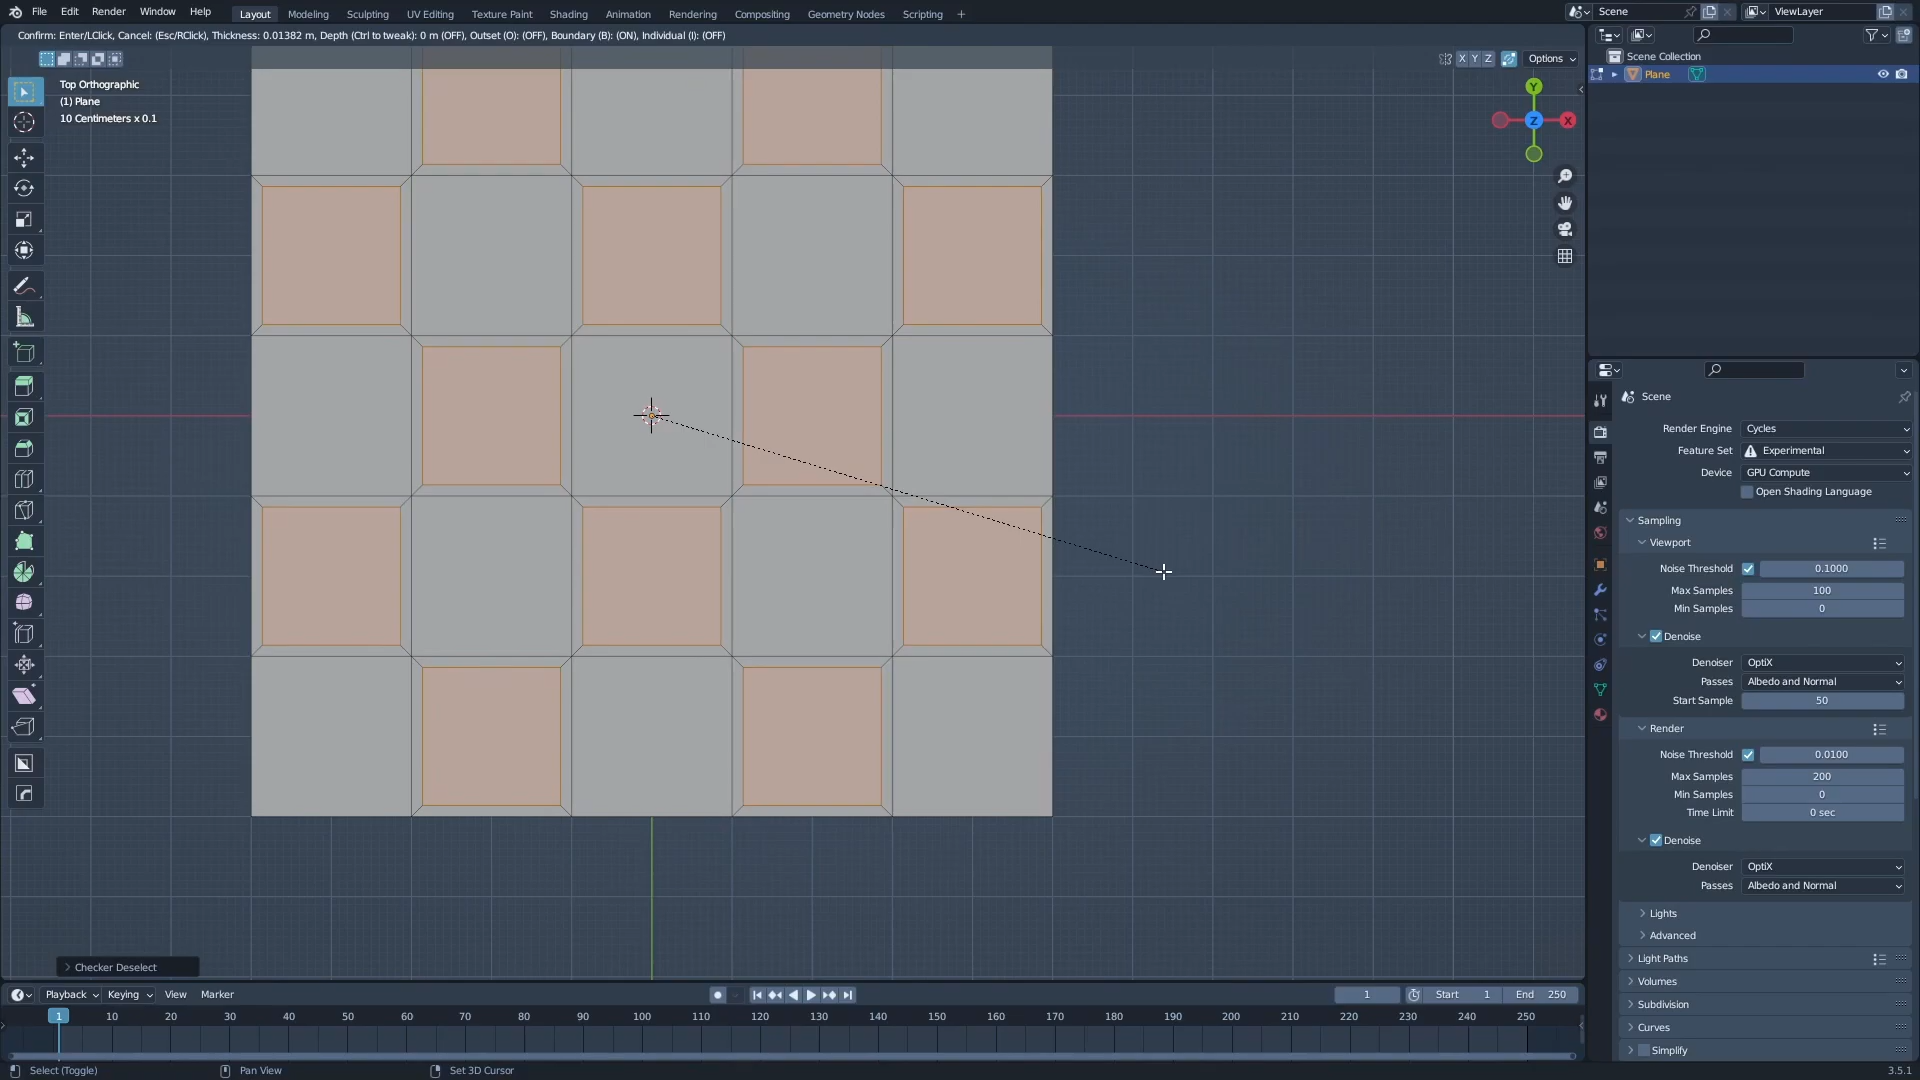 File Edit Render Window Help
Layout Modeling Sculpting UV Editing Texture Paint Shading Animation Rendering Compositing Geometry Nodes Scripting +
Scene
ViewLayer
Confirm: Enter/LClick, Cancel: (Esc/RClick), Thickness: 0.01382 m, Depth (Ctrl to tweak): 0 m (OFF), Outset (O): (OFF), Boundary (B): (ON), Individual (I): (OFF)
X Y Z
Options
Top Orthographic
(1) Plane
10 Centimeters x 0.1
Y
Z
X
Scene Collection
Plane
Scene
Render Engine Cycles
Feature Set Experimental
Device GPU Compute
Open Shading Language
Sampling
Viewport
Noise Threshold 0.1000
Max Samples 100
Min Samples 0
Denoise
Denoiser OptiX
Passes Albedo and Normal
Start Sample 50
Render
Noise Threshold 0.0100
Max Samples 200
Min Samples 0
Time Limit 0 sec
Denoise
Denoiser OptiX
Passes Albedo and Normal
Lights
Advanced
Light Paths
Volumes
Subdivision
Curves
Simplify
Checker Deselect
Playback Keying View Marker
1
Start 1 End 250
1 10 20 30 40 50 60 70 80 90 100 110 120 130 140 150 160 170 180 190 200 210 220 230 240 250
Select (Toggle) Pan View Set 3D Cursor
3.5.1